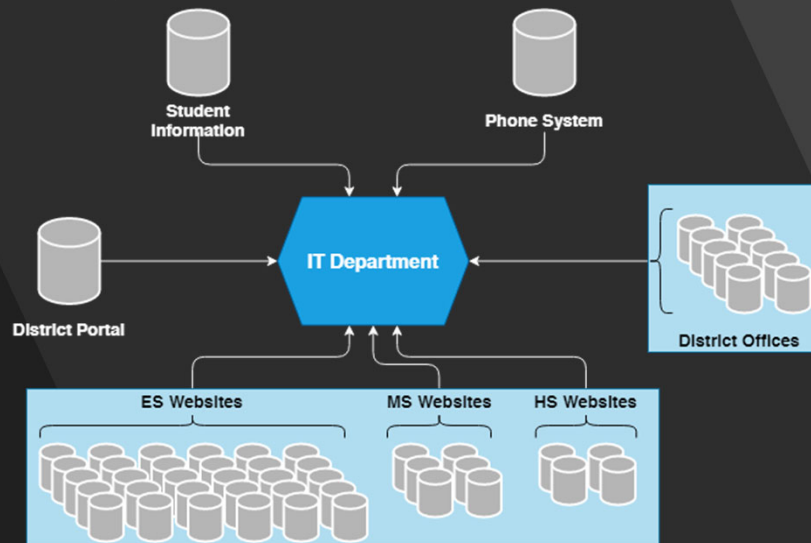 Student
Information
Phone System
IT Department
District Portal
District Offices
ES Websites
MS Websites
HS Websites